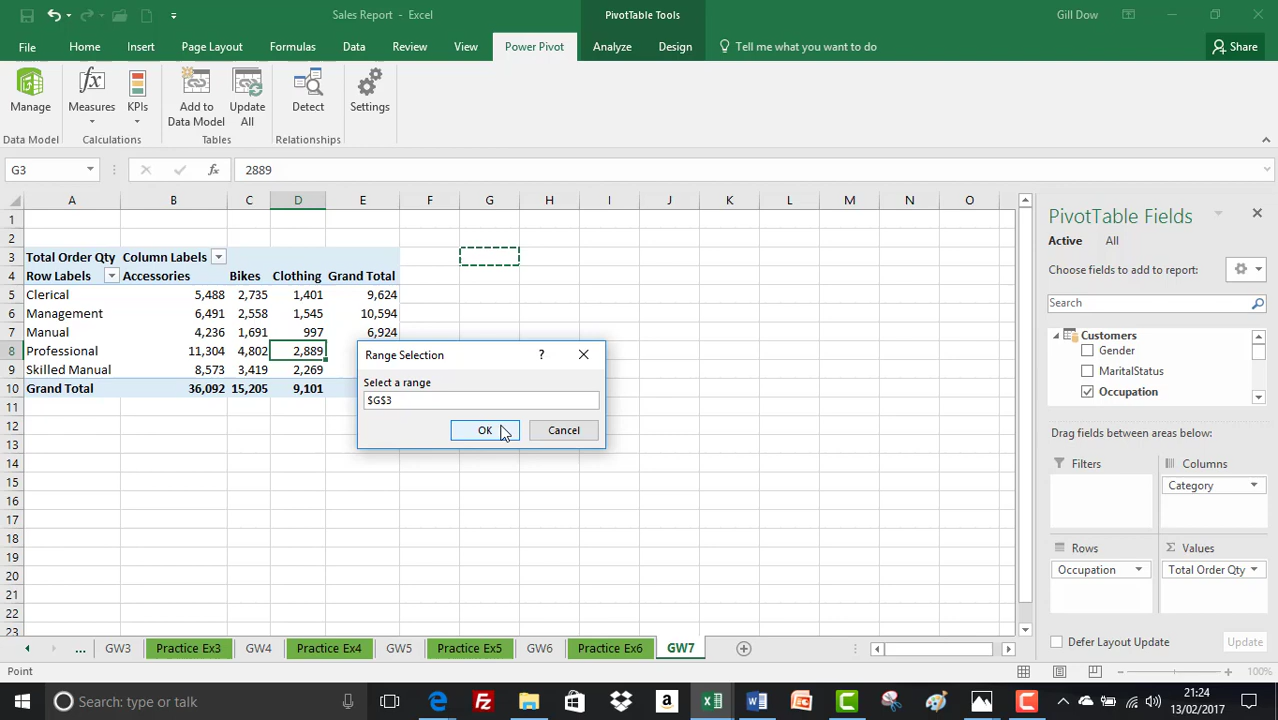 Sales Report - Excel
PivotTable Tools
Gill Dow
File
Home
Insert
Page Layout
Formulas
Data
Review
View
Power Pivot
Analyze
Design
Tell me what you want to do
Share
Manage
Measures
KPIs
Add to
Data Model
Update
All
Detect
Settings
Data Model
Calculations
Tables
Relationships
G3
fx
2889
A B C D E F G H I J K L M N O
1
2
3 Total Order Qty Column Labels
4 Row Labels Accessories Bikes Clothing Grand Total
5 Clerical 5,488 2,735 1,401 9,624
6 Management 6,491 2,558 1,545 10,594
7 Manual 4,236 1,691 997 6,924
8 Professional 11,304 4,802 2,889
9 Skilled Manual 8,573 3,419 2,269
10 Grand Total 36,092 15,205 9,101
11
12
13
14
15
16
17
18
19
20
21
22
23
Range Selection
?
Select a range
$G$3
OK
Cancel
PivotTable Fields
Active
All
Choose fields to add to report:
Search
Customers
Gender
MaritalStatus
Occupation
Drag fields between areas below:
Filters
Columns
Category
Rows
Σ Values
Occupation
Total Order Qty
Defer Layout Update
Update
...
GW3
Practice Ex3
GW4
Practice Ex4
GW5
Practice Ex5
GW6
Practice Ex6
GW7
Point
100%
Search: type or paste
21:24
13/02/2017